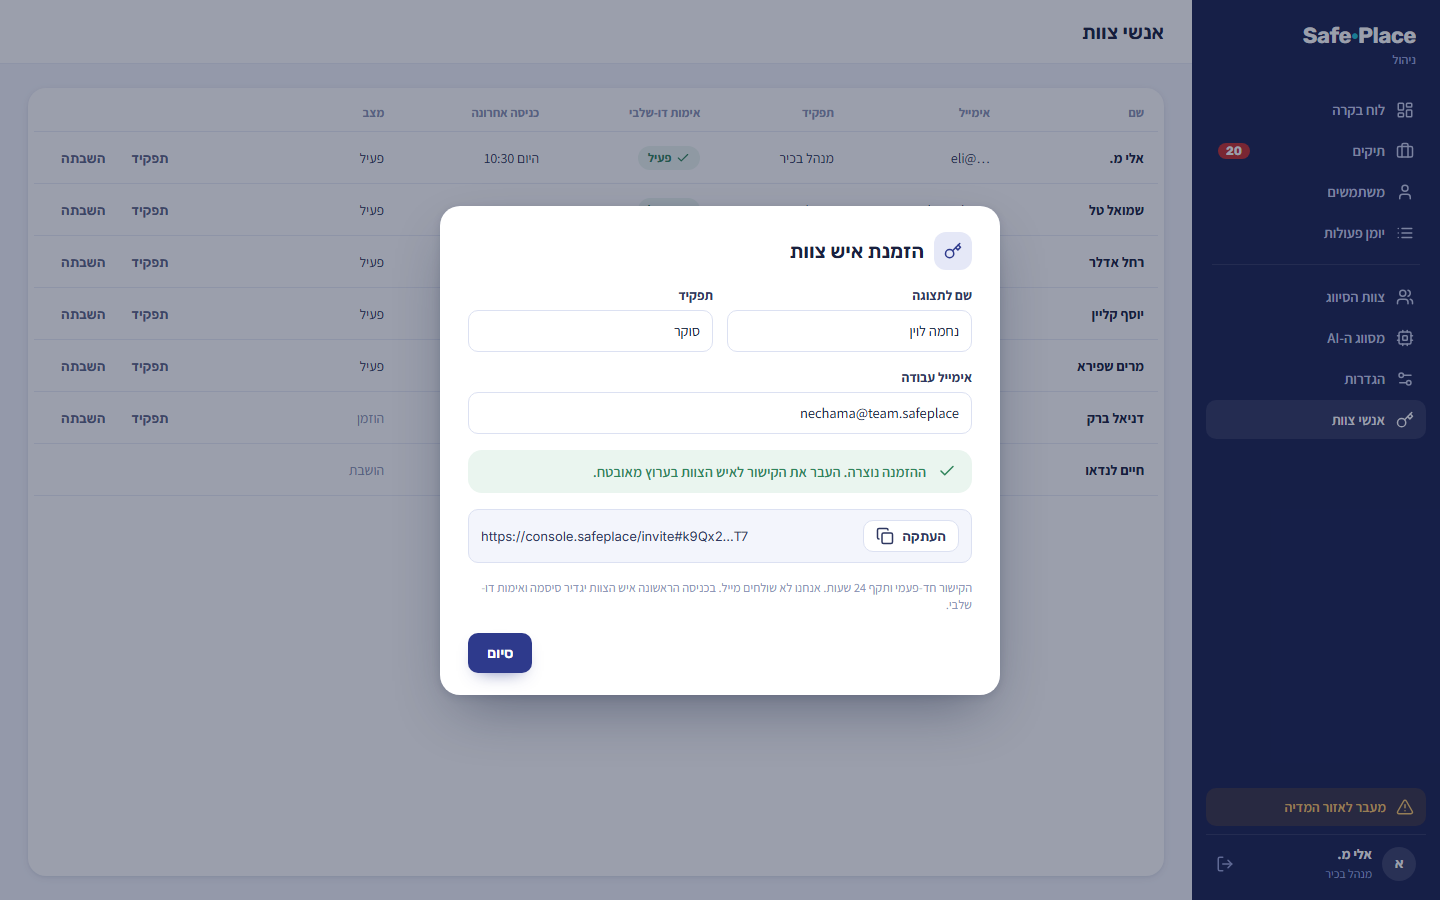 Safe•Place
ניהול
לוח בקרה
תיקים
20
משתמשים
יומן פעולות
צוות הסיווג
מסווג ה-AI
הגדרות
אנשי צוות
מעבר לאזור המדיה
א
אלי מ.
מנהל בכיר
אנשי צוות
שם אימייל תפקיד אימות דו-שלבי כניסה אחרונה מצב
אלי מ. eli@... מנהל בכיר פעיל היום 10:30 פעיל תפקיד השבתה
שמואל טל פעיל תפקיד השבתה
רחל אדלר פעיל תפקיד השבתה
יוסף קליין פעיל תפקיד השבתה
מרים שפירא פעיל תפקיד השבתה
דניאל ברק הוזמן תפקיד השבתה
חיים לנדאו הושבת
הזמנת איש צוות
שם לתצוגה תפקיד
נחמה לוין סוקר
אימייל עבודה
nechama@team.safeplace
ההזמנה נוצרה. העבר את הקישור לאיש הצוות בערוץ מאובטח.
העתקה https://console.safeplace/invite#k9Qx2...T7
הקישור חד-פעמי ותקף 24 שעות. אנחנו לא שולחים מייל. בכניסה הראשונה איש הצוות יגדיר סיסמה ואימות דו-
שלבי.
סיום